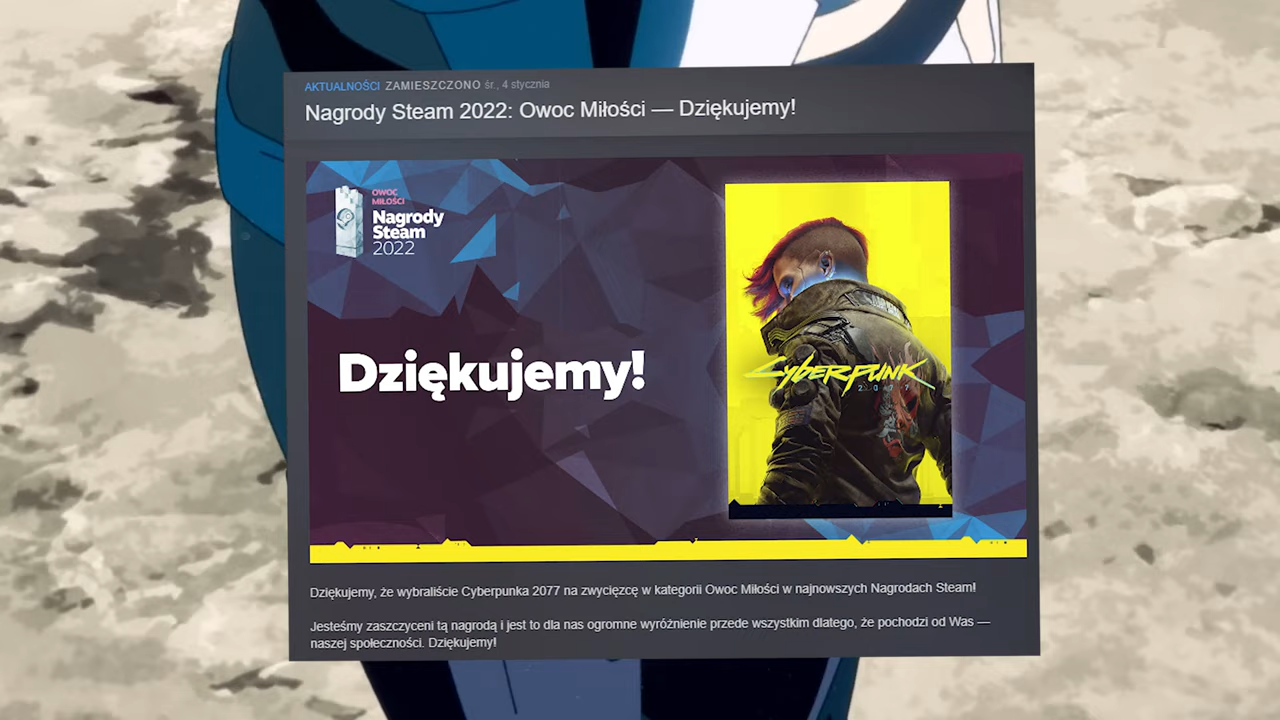 AKTUALNOŚCI ZAMIESZCZONO śr., 4 stycznia
Nagrody Steam 2022: Owoc Miłości — Dziękujemy!
OWOC
MIŁOŚCI
Nagrody
Steam
2022
Dziękujemy!
Cyberpunk
2077
Dziękujemy, że wybraliście Cyberpunka 2077 na zwycięzcę w kategorii Owoc Miłości w najnowszych Nagrodach Steam!
Jesteśmy zaszczyceni tą nagrodą i jest to dla nas ogromne wyróżnienie przede wszystkim dlatego, że pochodzi od Was —
naszej społeczności. Dziękujemy!